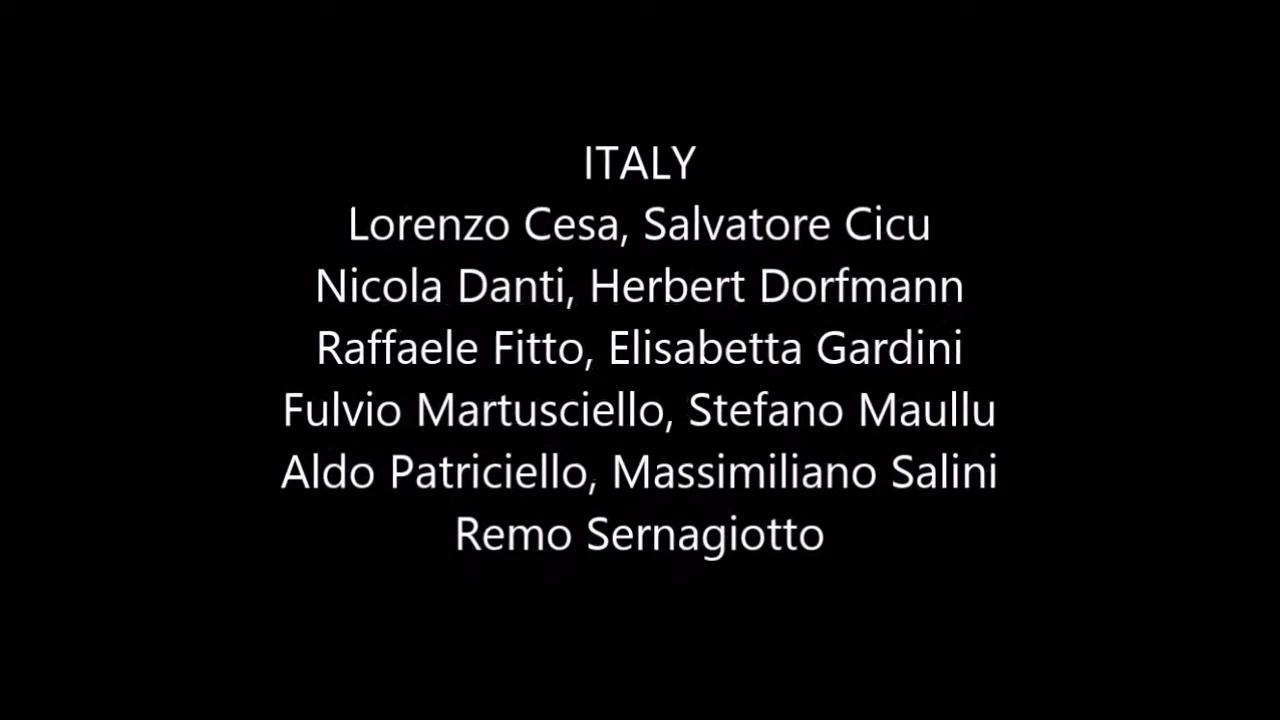 ITALY
Lorenzo Cesa, Salvatore Cicu
Nicola Danti, Herbert Dorfmann
Raffaele Fitto, Elisabetta Gardini
Fulvio Martusciello, Stefano Maullu
Aldo Patriciello, Massimiliano Salini
Remo Sernagiotto